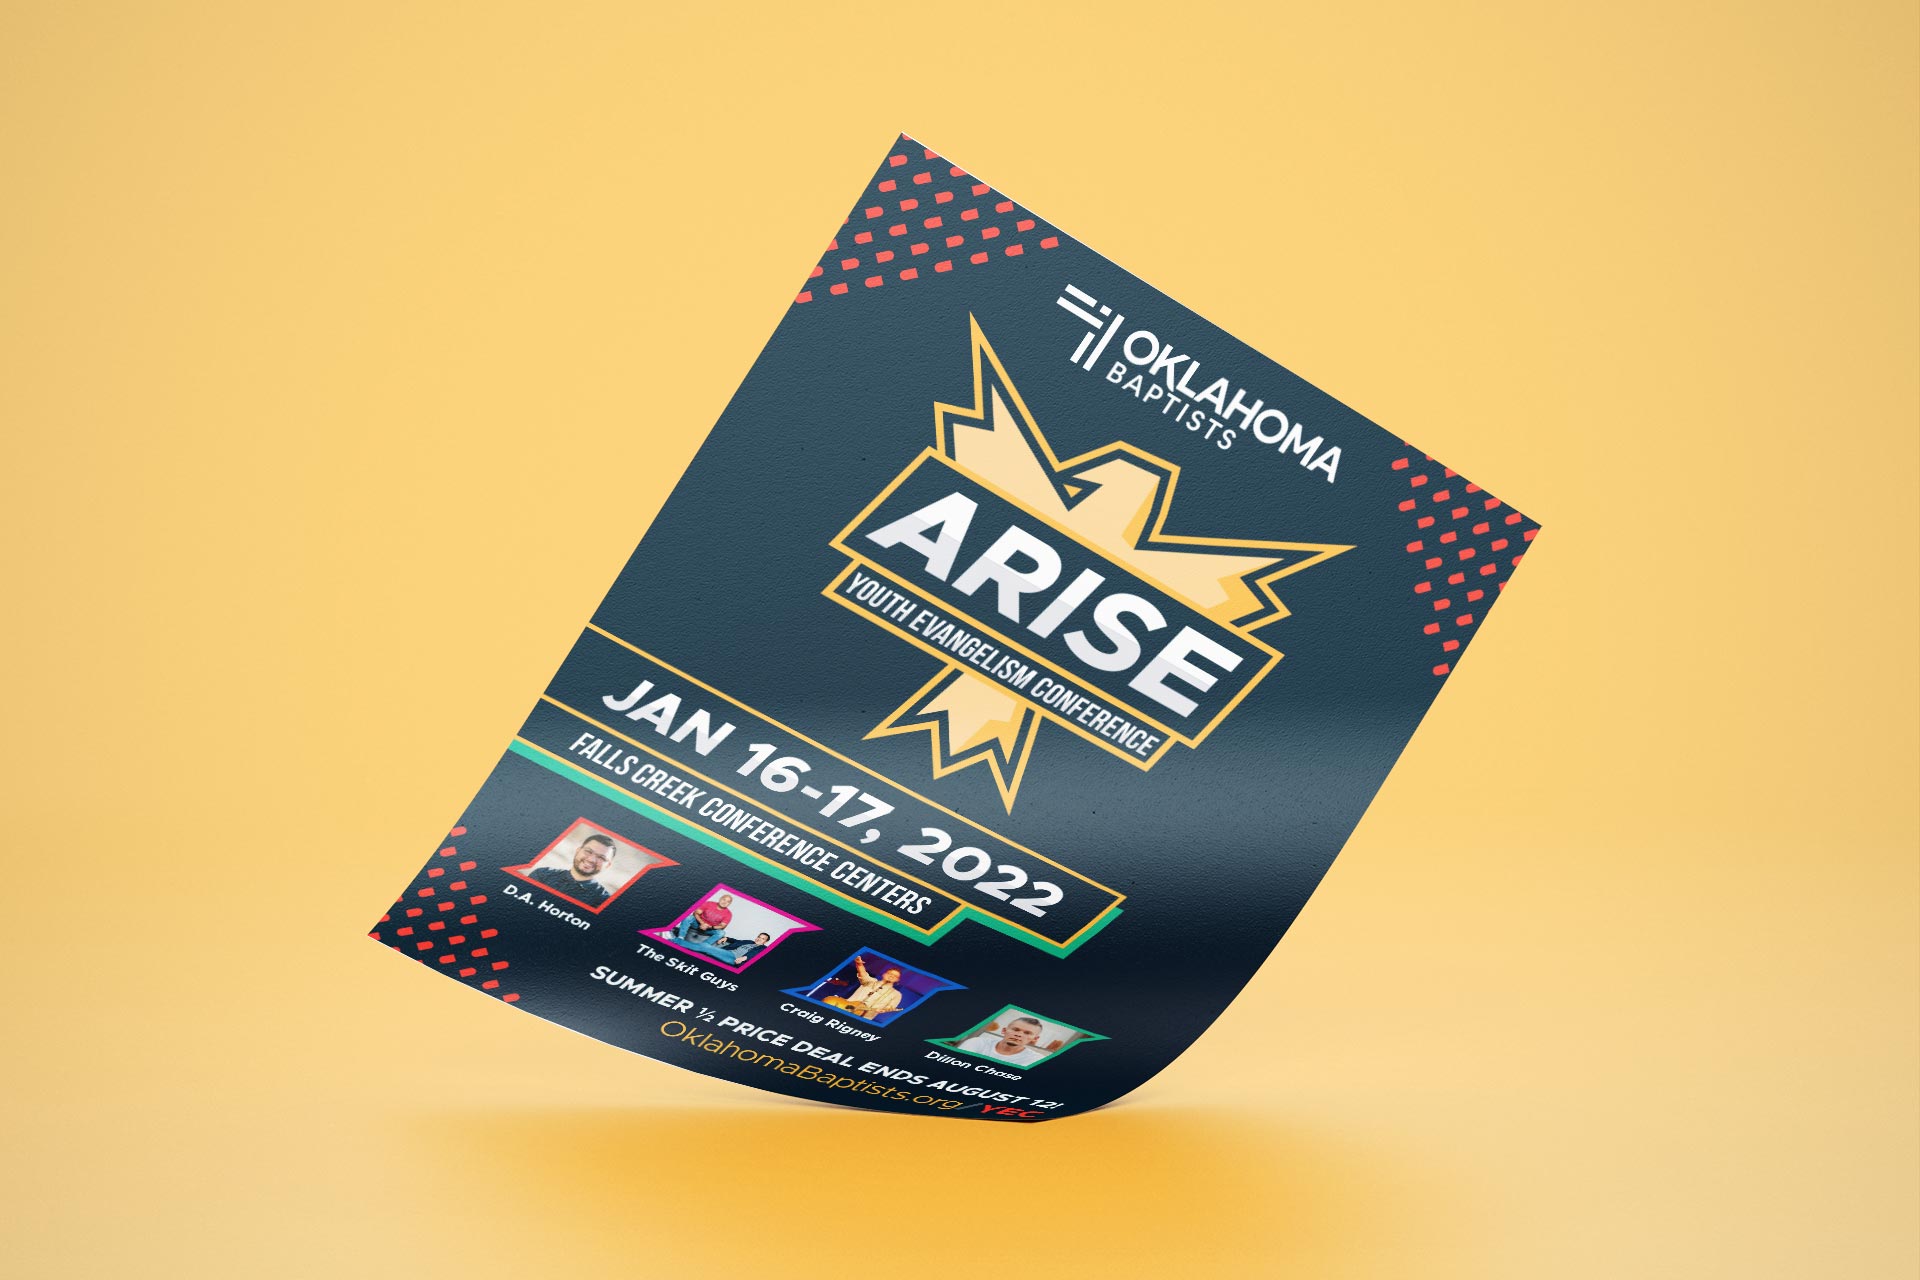 OKLAHOMA
BAPTISTS
ARISE
YOUTH EVANGELISM CONFERENCE
JAN 16-17, 2022
FALLS CREEK CONFERENCE CENTERS
D.A. Horton
The Skit Guys
Craig Rigney
Dillon Chase
SUMMER ½ PRICE DEAL ENDS AUGUST 12!
OklahomaBaptists.org/YEC